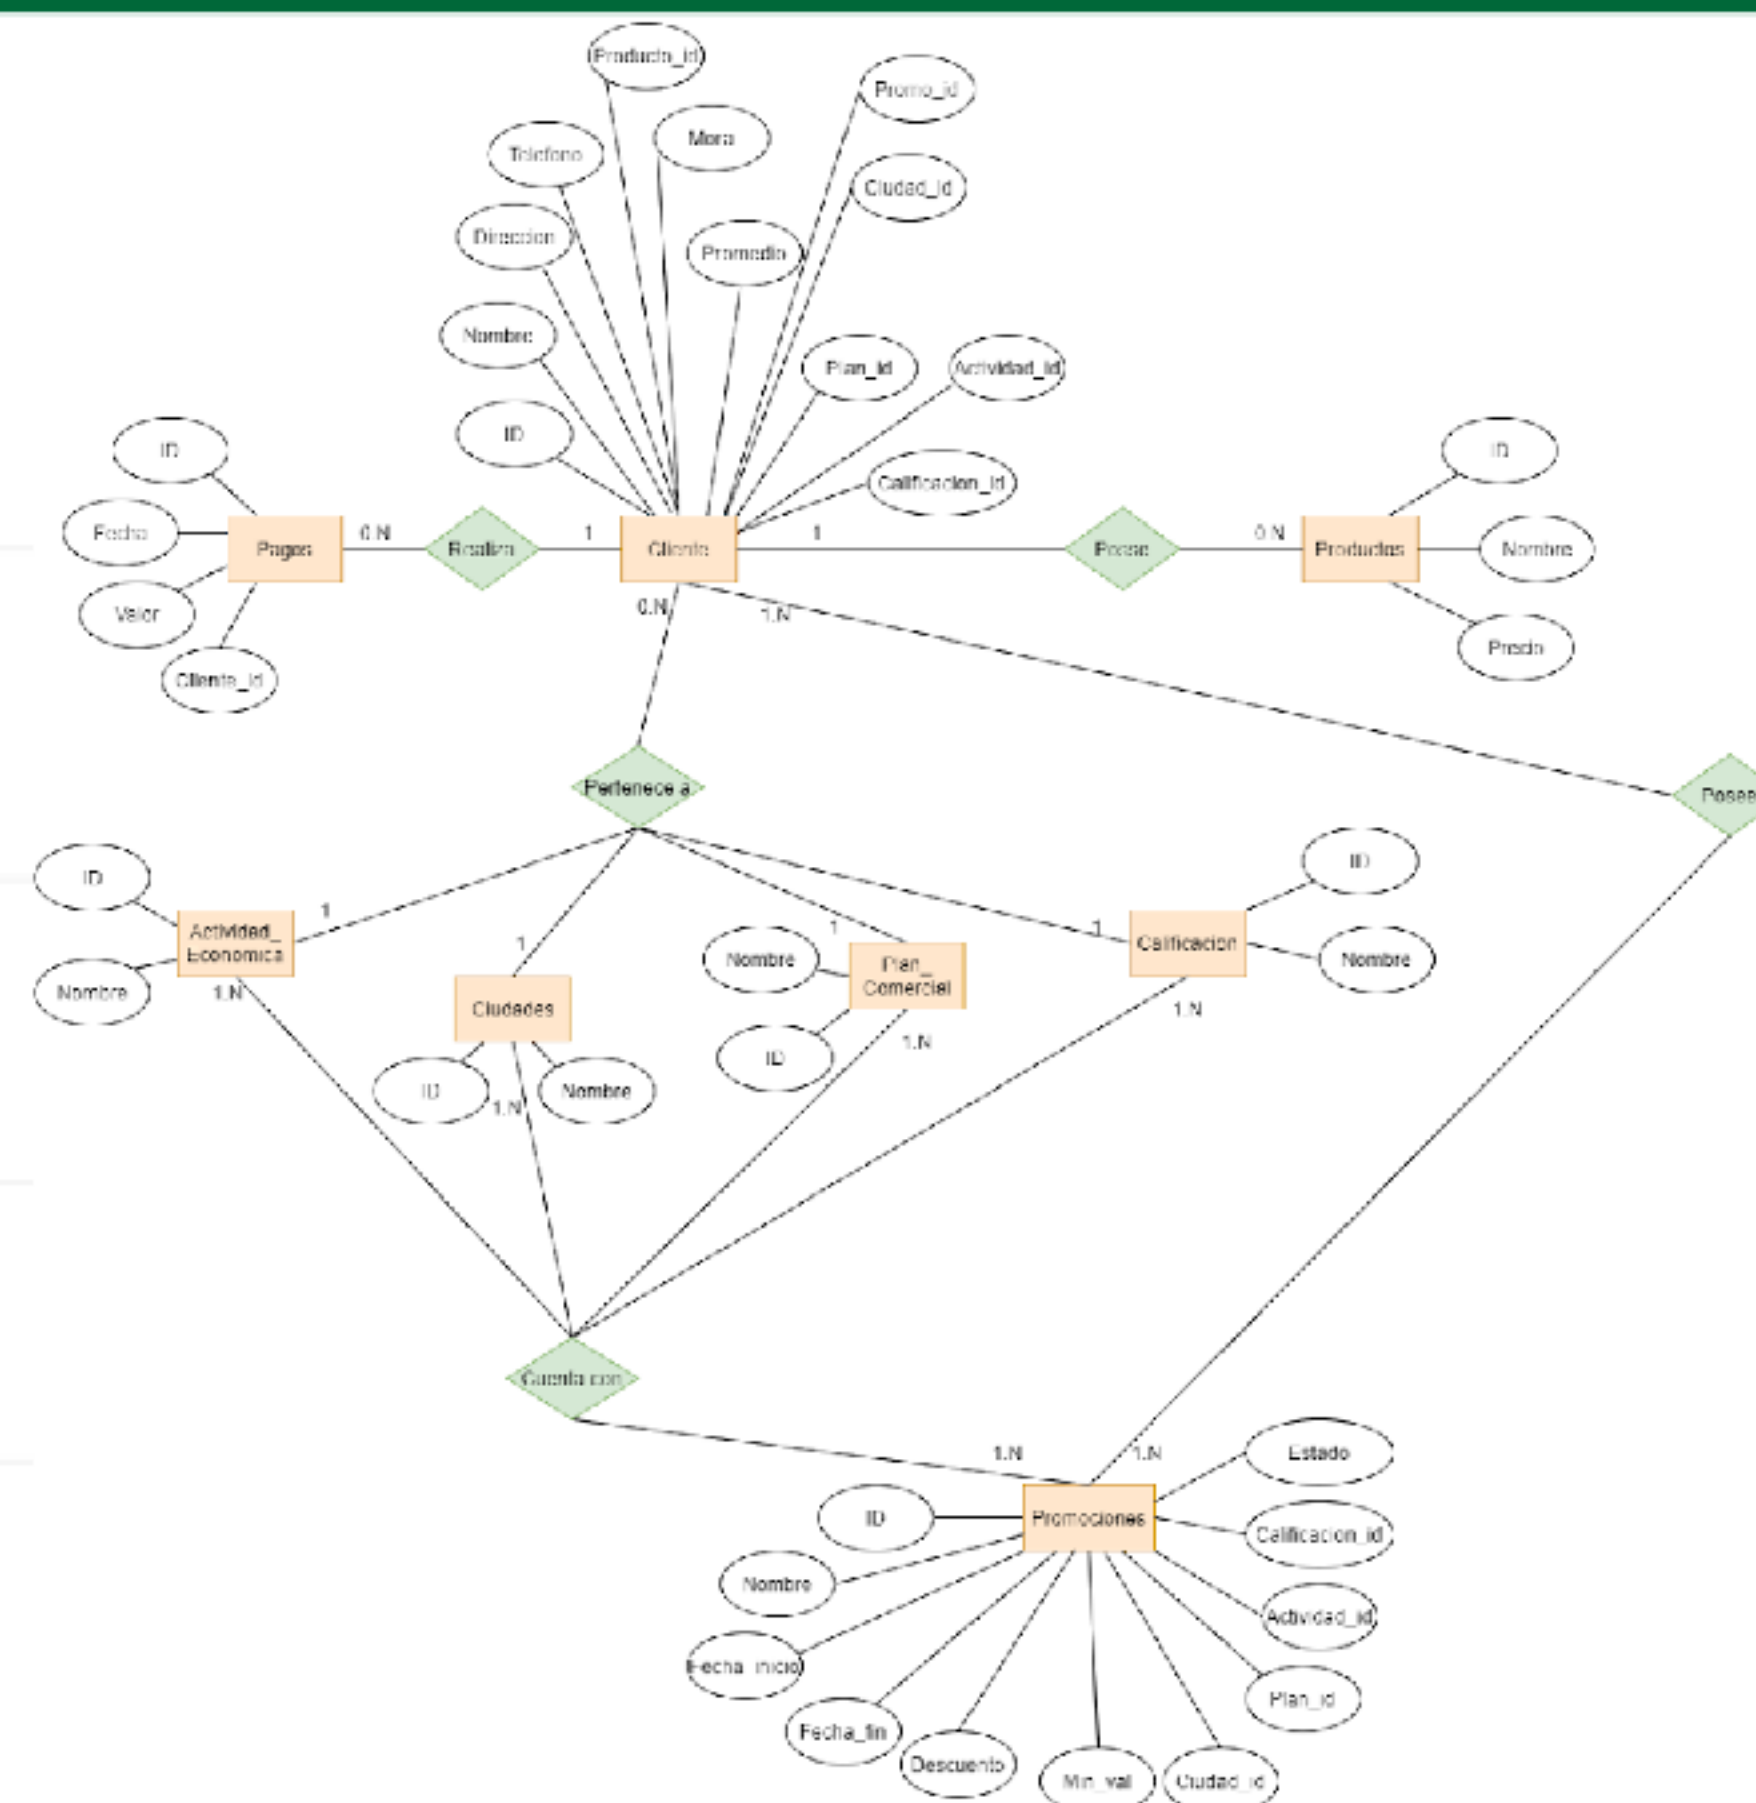 Producto_id
Promo_id
Mora
Telefono
Ciudad_id
Direccion
Promedio
Nombre
Plan_id
Actividad_id
ID
ID
ID
Calificacion_id
Fecha
Pagos
0.N
Realiza
1
Cliente
1
Posee
0.N
Productos
Nombre
Valor
0.N
1.N
Precio
Cliente_id
Pertenece a
Posee
ID
ID
1
Actividad_
Economica
1
1
1
Calificacion
Nombre
Nombre
Plan_
Comercial
Nombre
1.N
Ciudades
1.N
1.N
ID
ID
Nombre
1.N
Cuenta con
1.N
1.N
Estado
ID
Promociones
Calificacion_id
Nombre
Actividad_id
Fecha_inicio
Plan_id
Fecha_fin
Descuento
Min_val
Ciudad_id